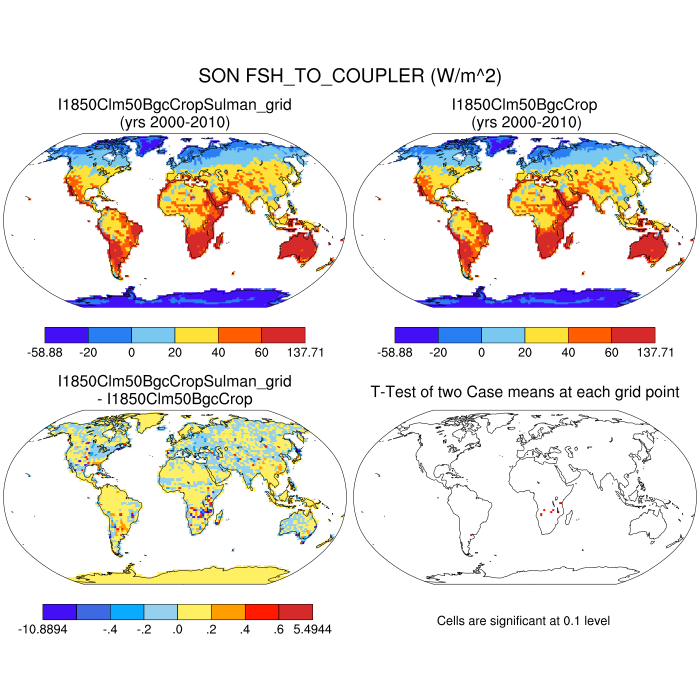 SON FSH_TO_COUPLER (W/m^2)
I1850Clm50BgcCropSulman_grid
(yrs 2000-2010)
I1850Clm50BgcCrop
(yrs 2000-2010)
-58.88 -20 0 20 40 60 137.71
-58.88 -20 0 20 40 60 137.71
I1850Clm50BgcCropSulman_grid
- I1850Clm50BgcCrop
T-Test of two Case means at each grid point
-10.8894 -.4 -.2 .0 .2 .4 .6 5.4944
Cells are significant at 0.1 level